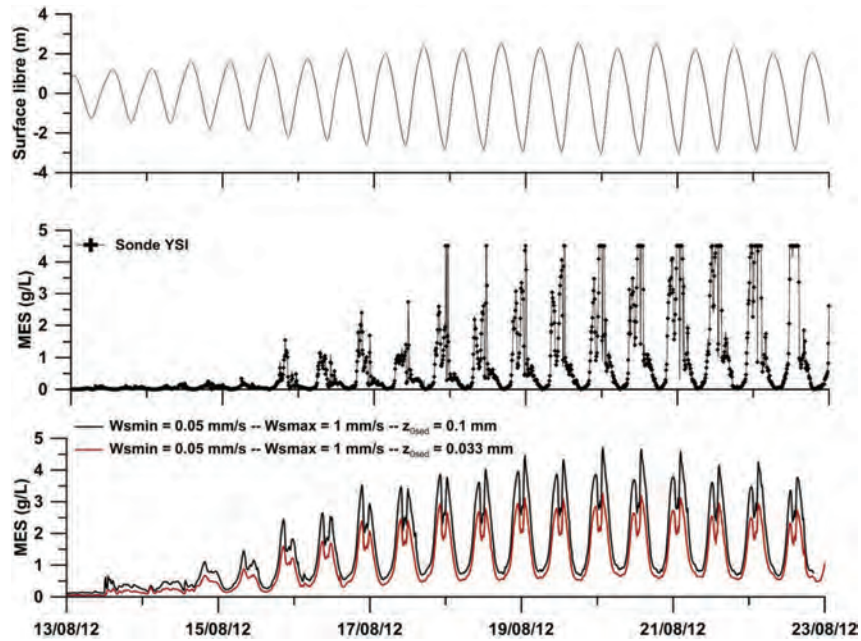 4
2
0
-2
-4
Surface libre (m)
5
4
3
2
1
0
MES (g/L)
Sonde YSI
Wsmin = 0.05 mm/s -- Wsmax = 1 mm/s -- z0sed = 0.1 mm
Wsmin = 0.05 mm/s -- Wsmax = 1 mm/s -- z0sed = 0.033 mm
5
4
3
2
1
0
MES (g/L)
13/08/12 15/08/12 17/08/12 19/08/12 21/08/12 23/08/12